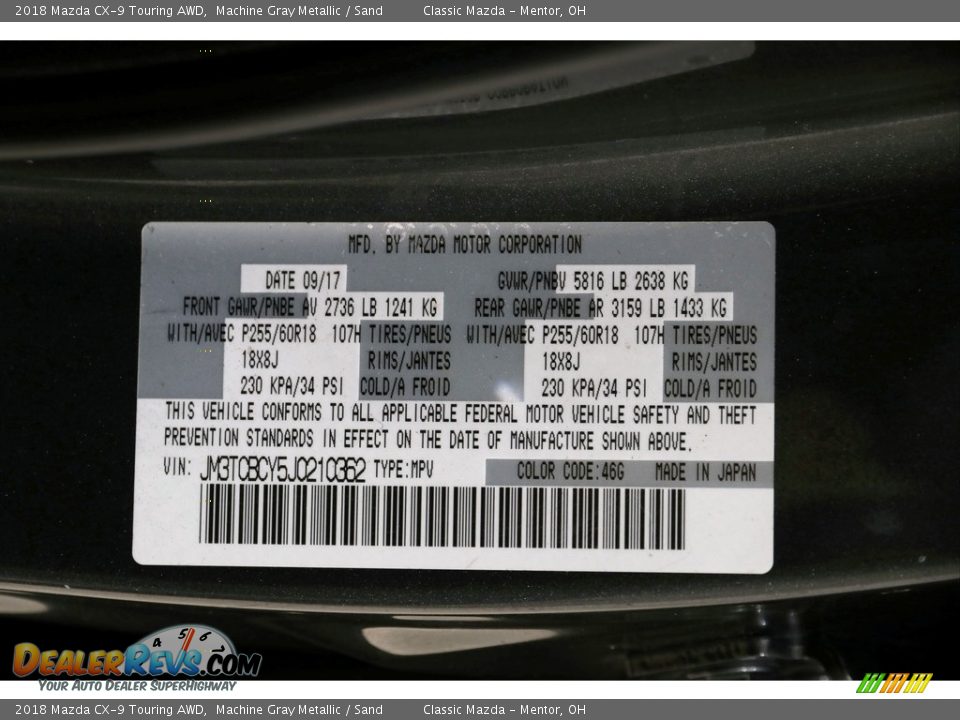 2018 Mazda CX-9 Touring AWD, Machine Gray Metallic / Sand Classic Mazda - Mentor, OH
MFD. BY MAZDA MOTOR CORPORATION
DATE 09/17 GVWR/PNBV 5816 LB 2638 KG
FRONT GAWR/PNBE AV 2736 LB 1241 KG REAR GAWR/PNBE AR 3159 LB 1433 KG
WITH/AVEC P255/60R18 107H TIRES/PNEUS WITH/AVEC P255/60R18 107H TIRES/PNEUS
18X8J RIMS/JANTES 18X8J RIMS/JANTES
230 KPA/34 PSI COLD/A FROID 230 KPA/34 PSI COLD/A FROID
THIS VEHICLE CONFORMS TO ALL APPLICABLE FEDERAL MOTOR VEHICLE SAFETY AND THEFT
PREVENTION STANDARDS IN EFFECT ON THE DATE OF MANUFACTURE SHOWN ABOVE.
VIN: JM3TCBCY5J0210362 TYPE:MPV COLOR CODE:46G MADE IN JAPAN
4 5 6
DEALERREVS.COM
YOUR AUTO DEALER SUPERHIGHWAY
2018 Mazda CX-9 Touring AWD, Machine Gray Metallic / Sand Classic Mazda - Mentor, OH